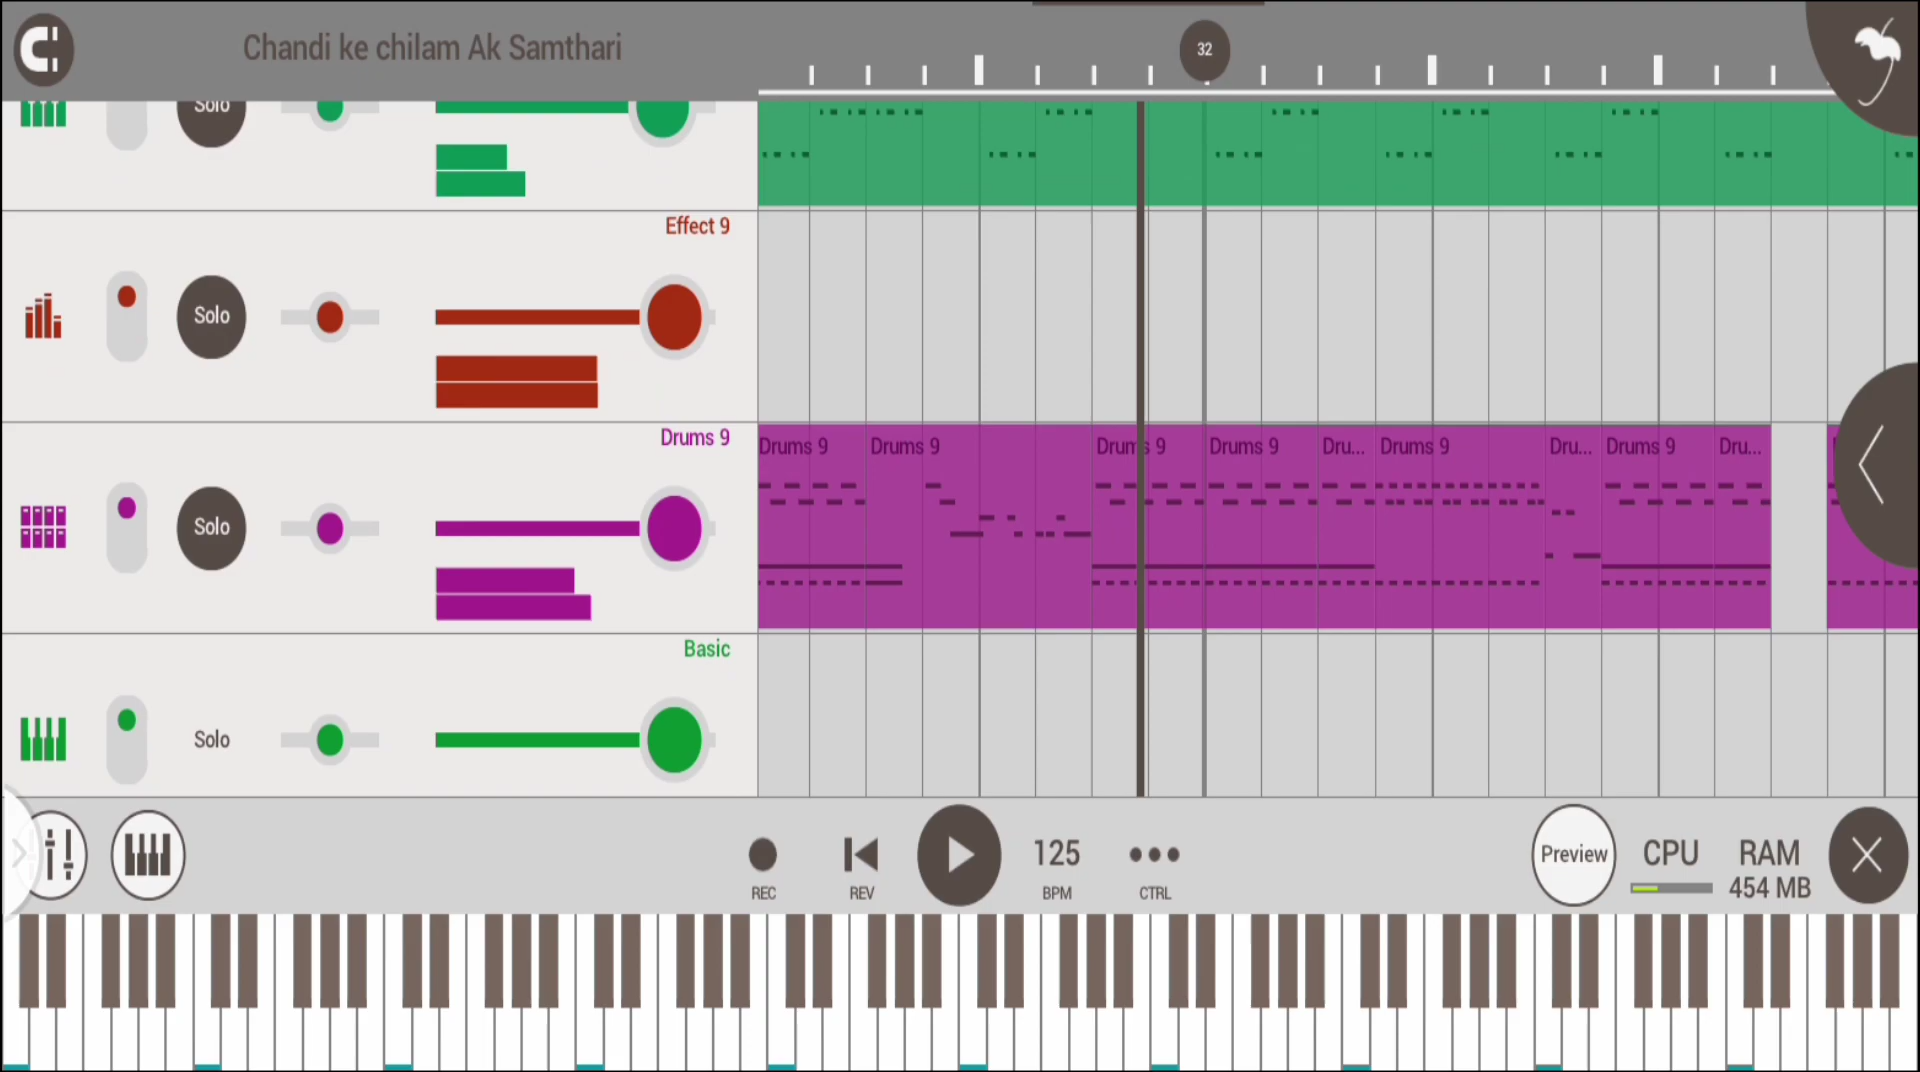 Chandi ke chilam Ak Samthari
32
Solo
Effect 9
Solo
Drums 9
Solo
Drums 9 Drums 9 Drums 9 Drums 9 Dru... Drums 9 Dru... Drums 9 Dru...
Basic
Solo
REC
REV
125
BPM
CTRL
Preview
CPU
RAM
454 MB